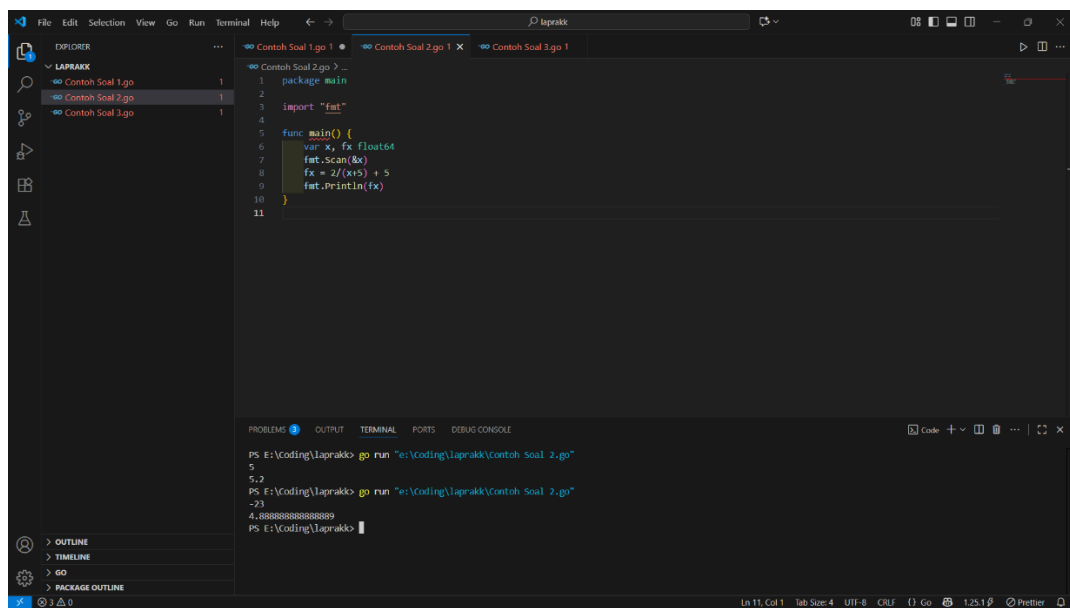 File Edit Selection View Go Run Terminal Help
laprakk
EXPLORER
LAPRAKK
Contoh Soal 1.go 1
Contoh Soal 2.go 1
Contoh Soal 3.go 1
OUTLINE
TIMELINE
GO
PACKAGE OUTLINE
Contoh Soal 1.go 1
Contoh Soal 2.go 1
Contoh Soal 3.go 1
Contoh Soal 2.go > ...
1 package main
2
3 import "fmt"
4
5 func main() {
6 var x, fx float64
7 fmt.Scan(&x)
8 fx = 2/(x+5) + 5
9 fmt.Println(fx)
10 }
11
PROBLEMS 3 OUTPUT TERMINAL PORTS DEBUG CONSOLE
Code
PS E:\Coding\laprakk> go run "e:\Coding\laprakk\Contoh Soal 2.go"
5
5.2
PS E:\Coding\laprakk> go run "e:\Coding\laprakk\Contoh Soal 2.go"
-23
4.888888888888889
PS E:\Coding\laprakk>
3 0 Ln 11, Col 1 Tab Size: 4 UTF-8 CRLF {} Go 1.25.1 Prettier